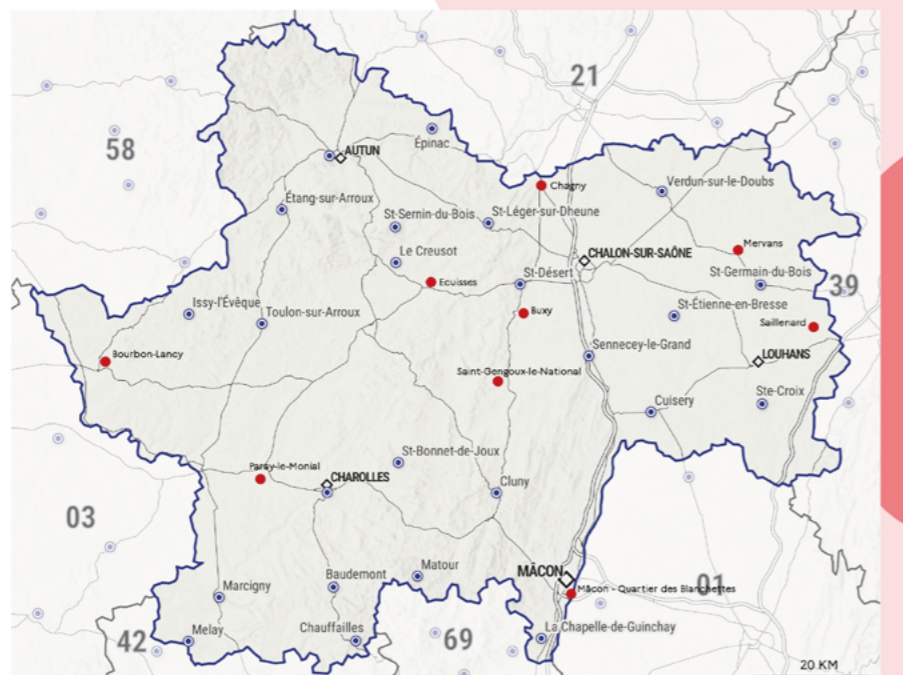 21
58
AUTUN
Épinac
Chagny
Verdun-sur-le-Doubs
Étang-sur-Arroux
St-Sernin-du-Bois
St-Léger-sur-Dheune
Mervans
Le Creusot
CHALON-SUR-SAÔNE
St-Désert
St-Germain-du-Bois
39
Ecuisses
Issy-l'Évêque
Toulon-sur-Arroux
Buxy
St-Étienne-en-Bresse
Saillenard
Bourbon-Lancy
Sennecey-le-Grand
LOUHANS
Saint-Gengoux-le-National
Cuisery
Ste-Croix
St-Bonnet-de-Joux
Paray-le-Monial
CHAROLLES
Cluny
03
Matour
MÂCON
Marcigny
Baudemont
Mâcon - Quartier des Blanchettes
01
Melay
Chauffailles
La Chapelle-de-Guinchay
42
69
20 KM